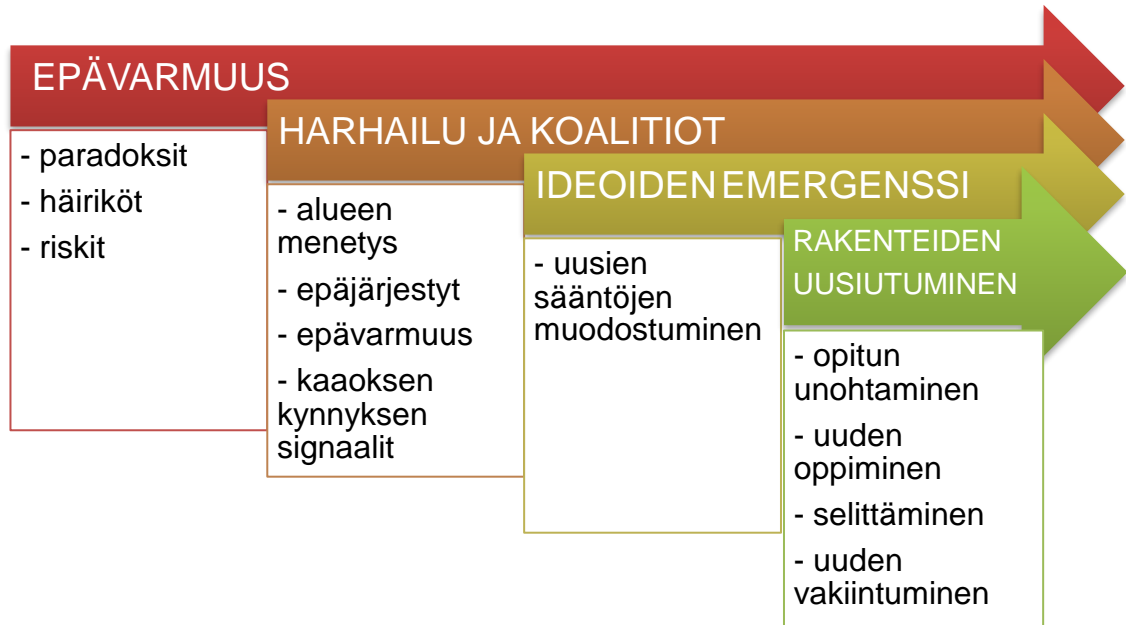 EPÄVARMUUS
- paradoksit
- häiriköt
- riskit
HARHAILU JA KOALITIOT
- alueen
menetys
- epäjärjestyt
- epävarmuus
- kaaoksen
kynnyksen
signaalit
IDEOIDEN EMERGENSSI
- uusien
sääntöjen
muodostuminen
RAKENTEIDEN
UUSIUTUMINEN
- opitun
unohtaminen
- uuden
oppiminen
- selittäminen
- uuden
vakiintuminen